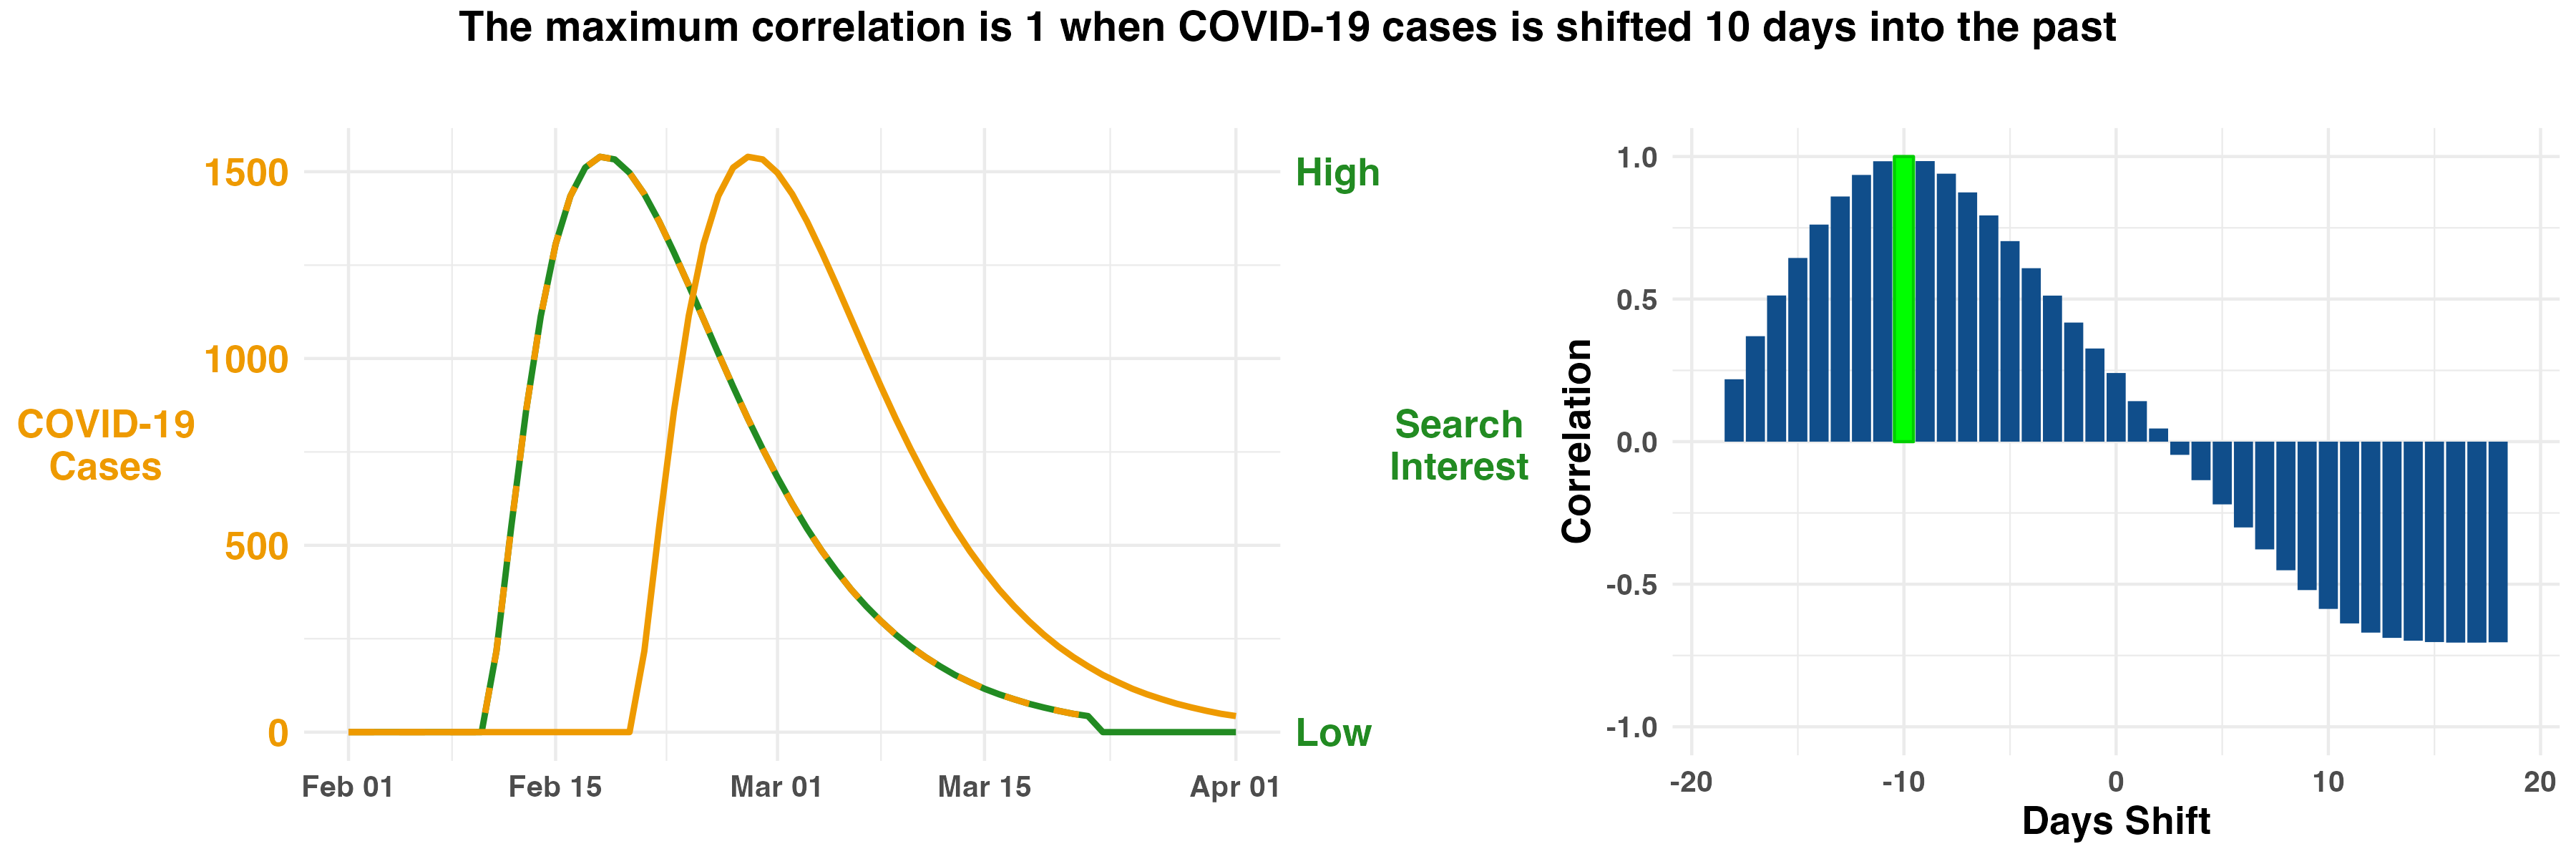 The maximum correlation is 1 when COVID-19 cases is shifted 10 days into the past
1500
1000
500
0
COVID-19
Cases
Feb 01
Feb 15
Mar 01
Mar 15
Apr 01
High
Low
Search
Interest
Correlation
1.0
0.5
0.0
-0.5
-1.0
-20
-10
0
10
20
Days Shift